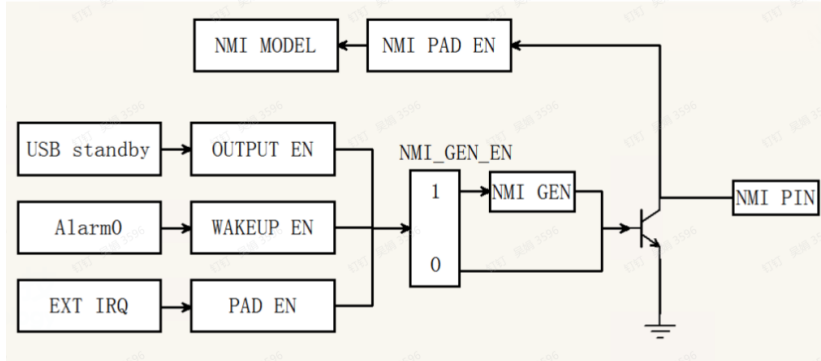 NMI MODEL
NMI PAD EN
USB standby
OUTPUT EN
NMI_GEN_EN
Alarm0
WAKEUP EN
1
NMI GEN
NMI PIN
0
EXT IRQ
PAD EN